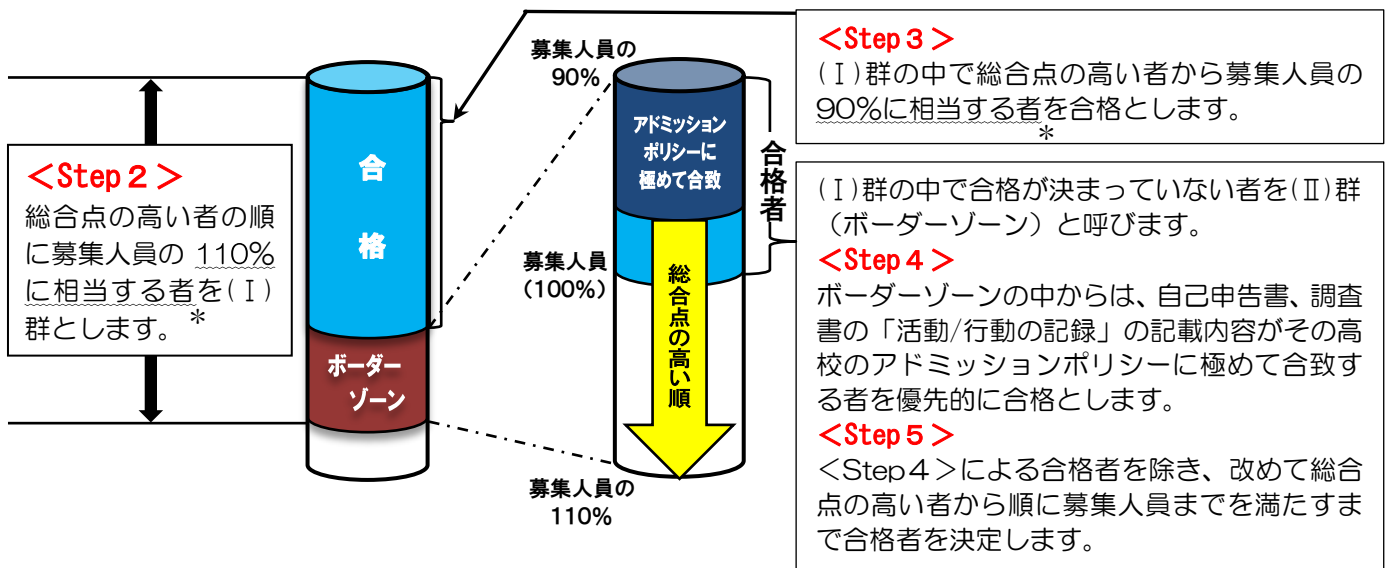 <Step２>
総合点の高い者の順
に募集人員の 110%
に相当する者を(Ⅰ)
群とします。 *
合
格
ボーダー
ゾーン
募集人員の
90%
募集人員
(100%)
募集人員の
110%
アドミッション
ポリシーに
極めて合致
総合点の高い順
合格者
<Step３>
(Ⅰ)群の中で総合点の高い者から募集人員の
90%に相当する者を合格とします。
*
(Ⅰ)群の中で合格が決まっていない者を(Ⅱ)群
（ボーダーゾーン）と呼びます。
<Step４>
ボーダーゾーンの中からは、自己申告書、調査
書の「活動/行動の記録」の記載内容がその高
校のアドミッションポリシーに極めて合致す
る者を優先的に合格とします。
<Step５>
<Step４>による合格者を除き、改めて総合
点の高い者から順に募集人員までを満たすま
で合格者を決定します。